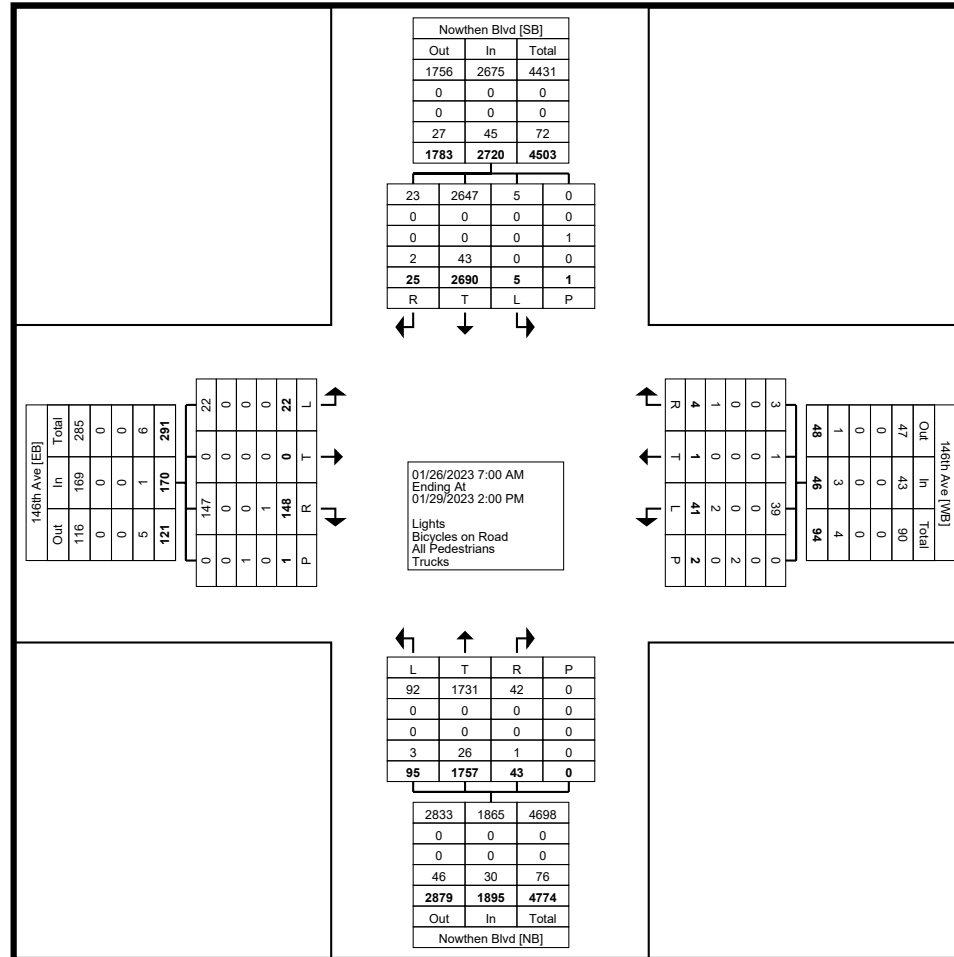 Nowthen Blvd [SB]
Out In Total
1756 2675 4431
0 0 0
0 0 0
27 45 72
1783 2720 4503
23 2647 5 0
0 0 0 0
0 0 0 1
2 43 0 0
25 2690 5 1
R T L P
146th Ave [EB]
Out In Total
116 169 285
0 0 0
0 0 0
5 1 6
121 170 291
0 147 0 22
0 0 0 0
1 0 0 0
0 1 0 0
1 148 0 22
P R T L
01/26/2023 7:00 AM
Ending At
01/29/2023 2:00 PM
Lights
Bicycles on Road
All Pedestrians
Trucks
146th Ave [WB]
Out In Total
47 43 90
0 0 0
0 0 0
1 3 4
48 46 94
3 1 39 0
0 0 0 0
0 0 0 2
1 0 2 0
4 1 41 2
R T L P
L T R P
92 1731 42 0
0 0 0 0
0 0 0 0
3 26 1 0
95 1757 43 0
2833 1865 4698
0 0 0
0 0 0
46 30 76
2879 1895 4774
Out In Total
Nowthen Blvd [NB]